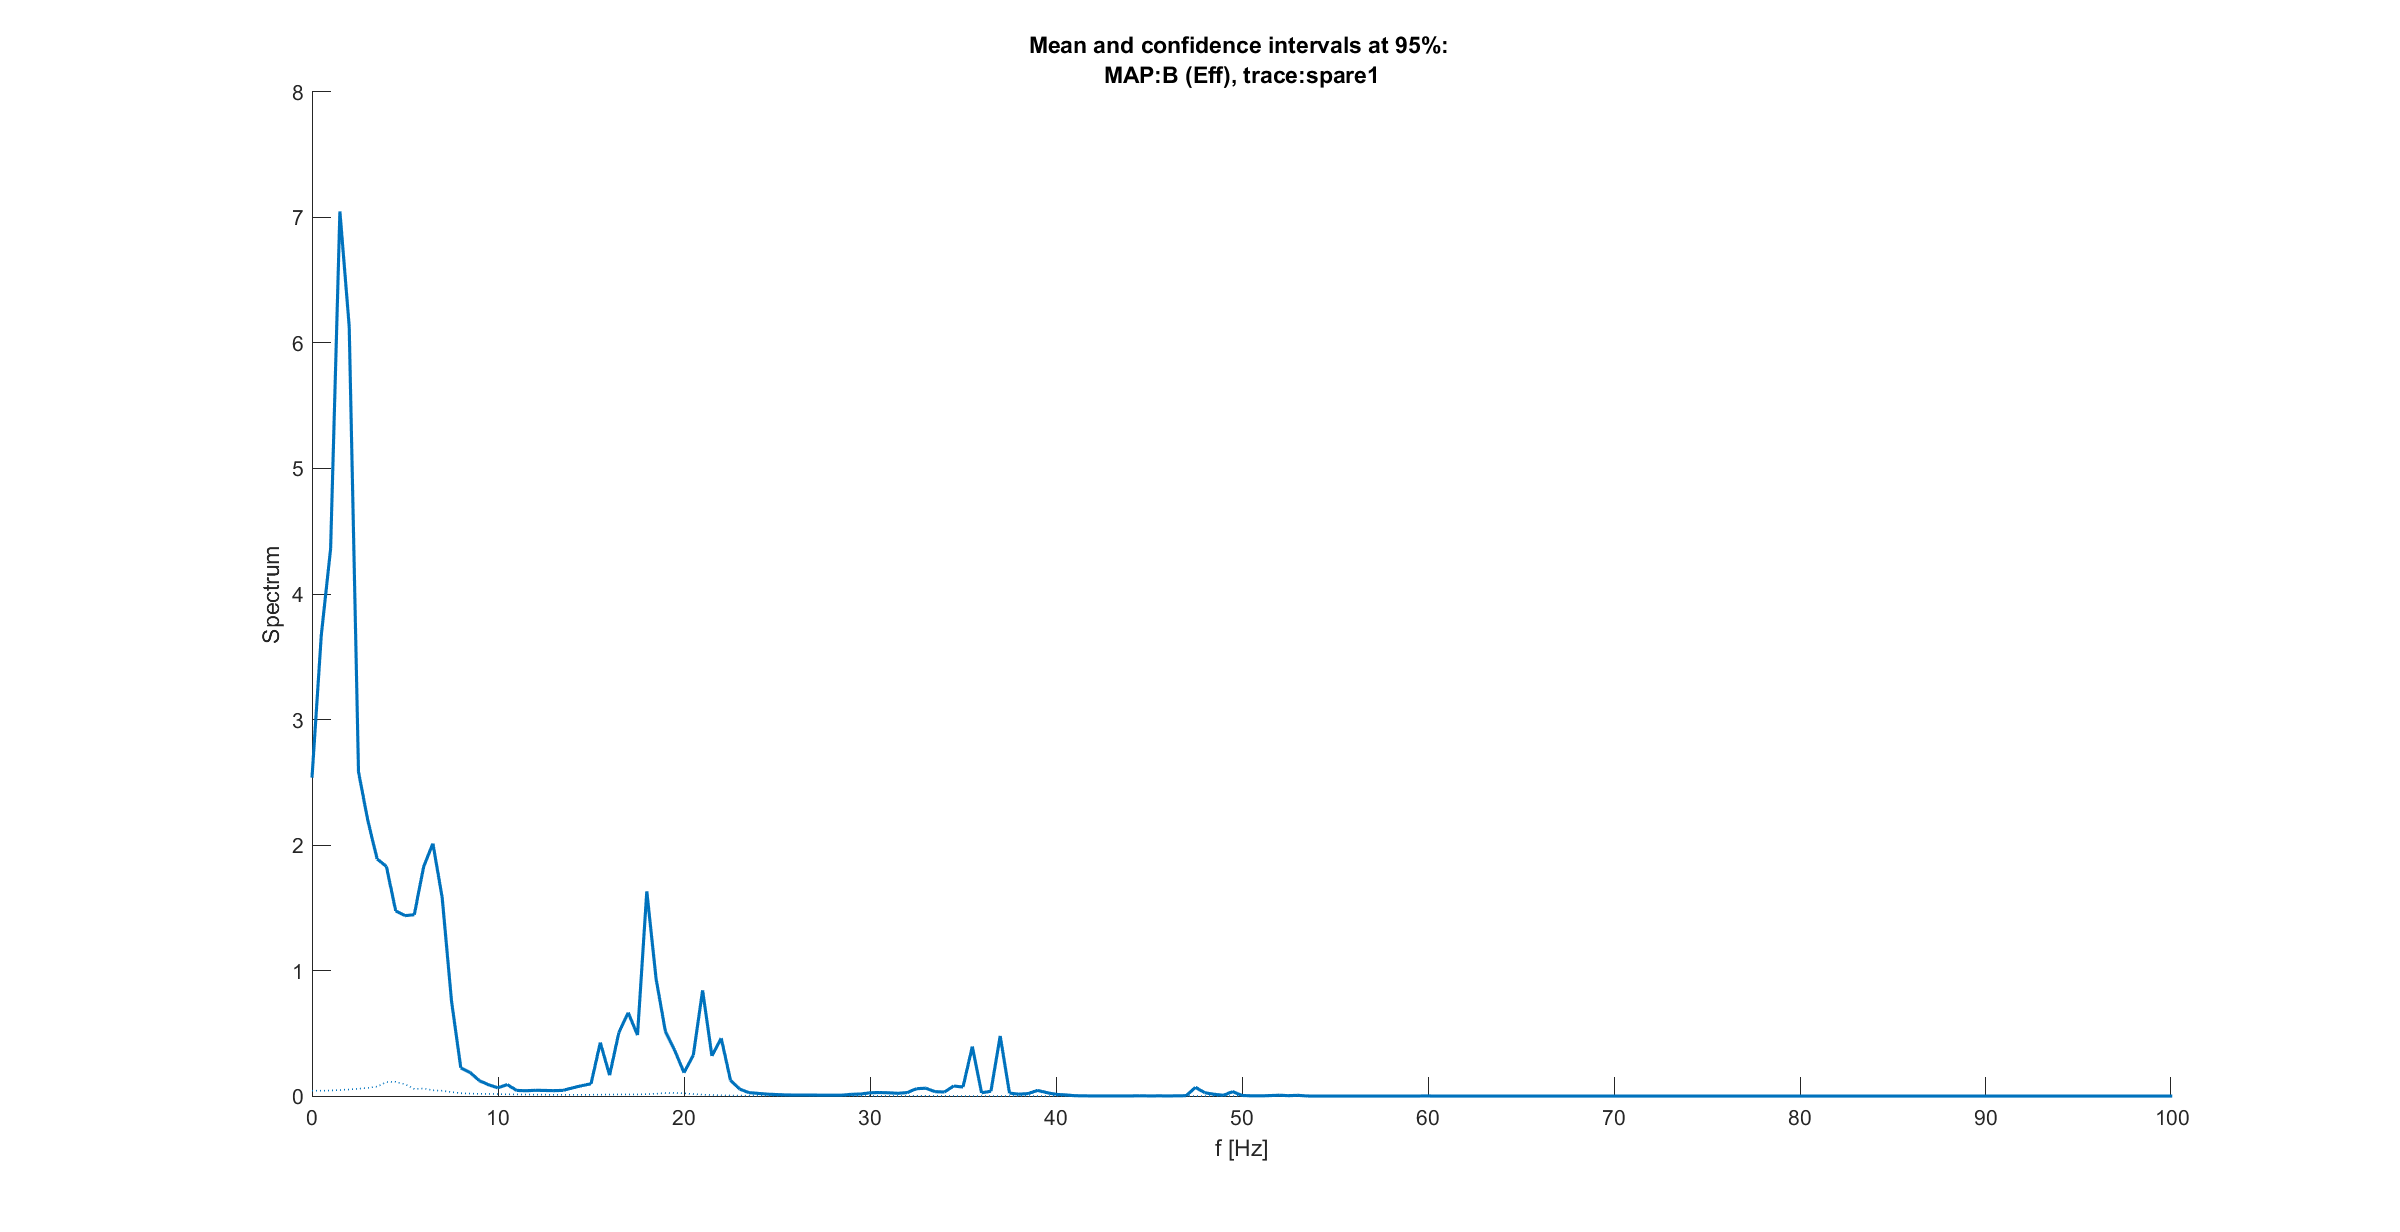 Mean and confidence intervals at 95%:
MAP:B (Eff), trace:spare1
8
7
6
5
4
3
2
1
0
Spectrum
0 10 20 30 40 50 60 70 80 90 100
f [Hz]